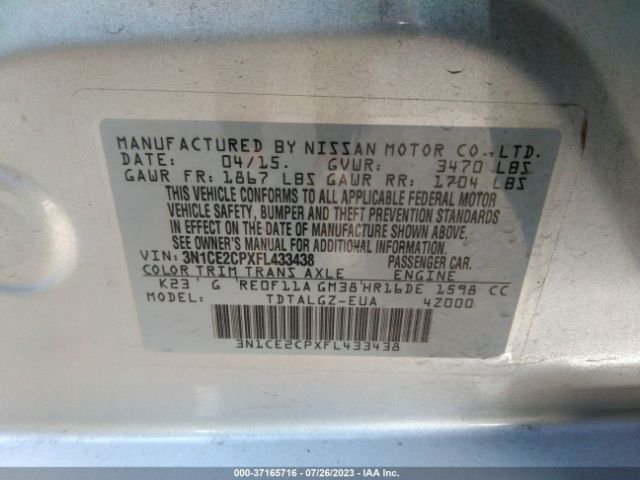 MANUFACTURED BY NISSAN MOTOR CO.,LTD.
DATE: 04/15. GVWR: 3470 LBS
GAWR FR: 1867 LBS GAWR RR: 1704 LBS
THIS VEHICLE CONFORMS TO ALL APPLICABLE FEDERAL MOTOR
VEHICLE SAFETY, BUMPER AND THEFT PREVENTION STANDARDS
IN EFFECT ON THE DATE OF MANUFACTURE SHOWN ABOVE.
SEE OWNER'S MANUAL FOR ADDITIONAL INFORMATION.
VIN: 3N1CE2CPXFL433438 PASSENGER CAR.
COLOR TRIM TRANS AXLE ENGINE
K23 G RE0F11A GM38 HR16DE 1598 CC
MODEL: TDTALGZ-EUA 4Z000
3N1CE2CPXFL433438
000-37165716 - 07/26/2023 - IAA Inc.